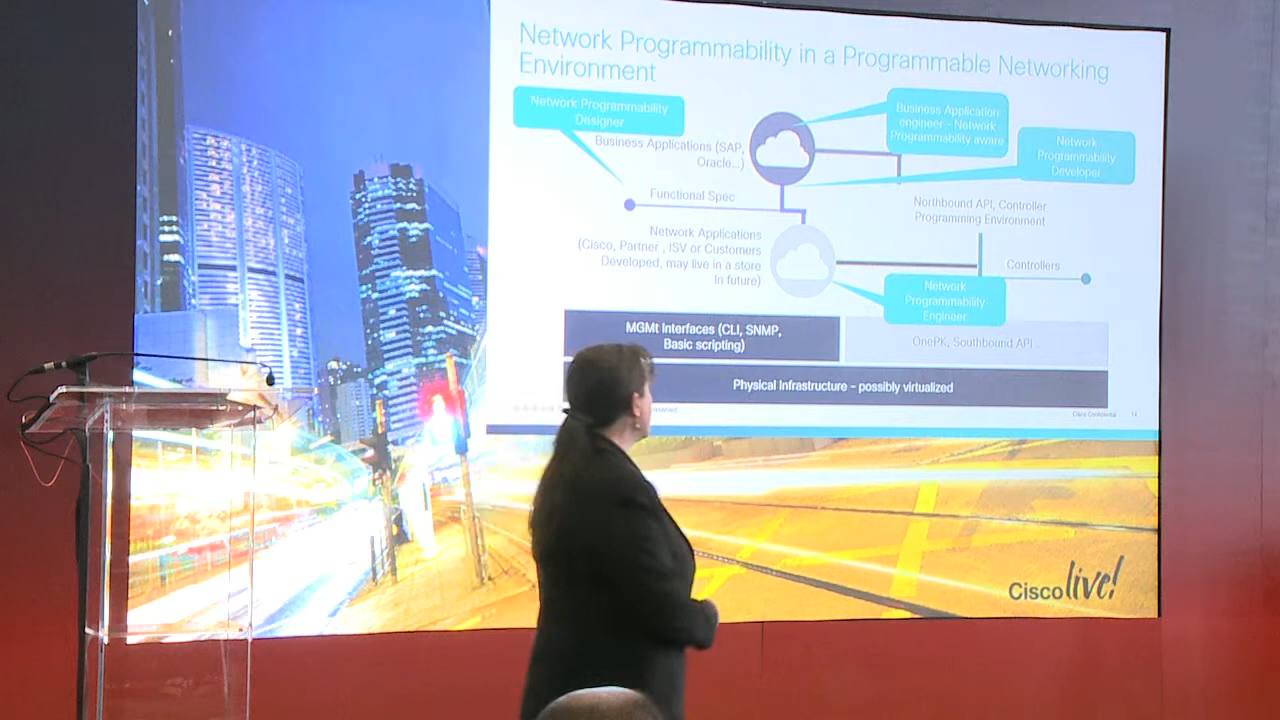 Network Programmability in a Programmable Networking
Environment
Network Programmability
Designer
Business Application
engineer - Network
Programmability aware
Network
Programmability
Developer
Business Applications (SAP,
Oracle...)
Functional Spec
Northbound API, Controller
Programming Environment
Network Applications
(Cisco, Partner , ISV or Customers
Developed, may live in a store
In future)
Controllers
Network
Programmability
Engineer
MGMt Interfaces (CLI, SNMP,
Basic scripting)
OnePK, Southbound API
Physical Infrastructure – possibly virtualized
Cisco Confidential
14
Cisco live!